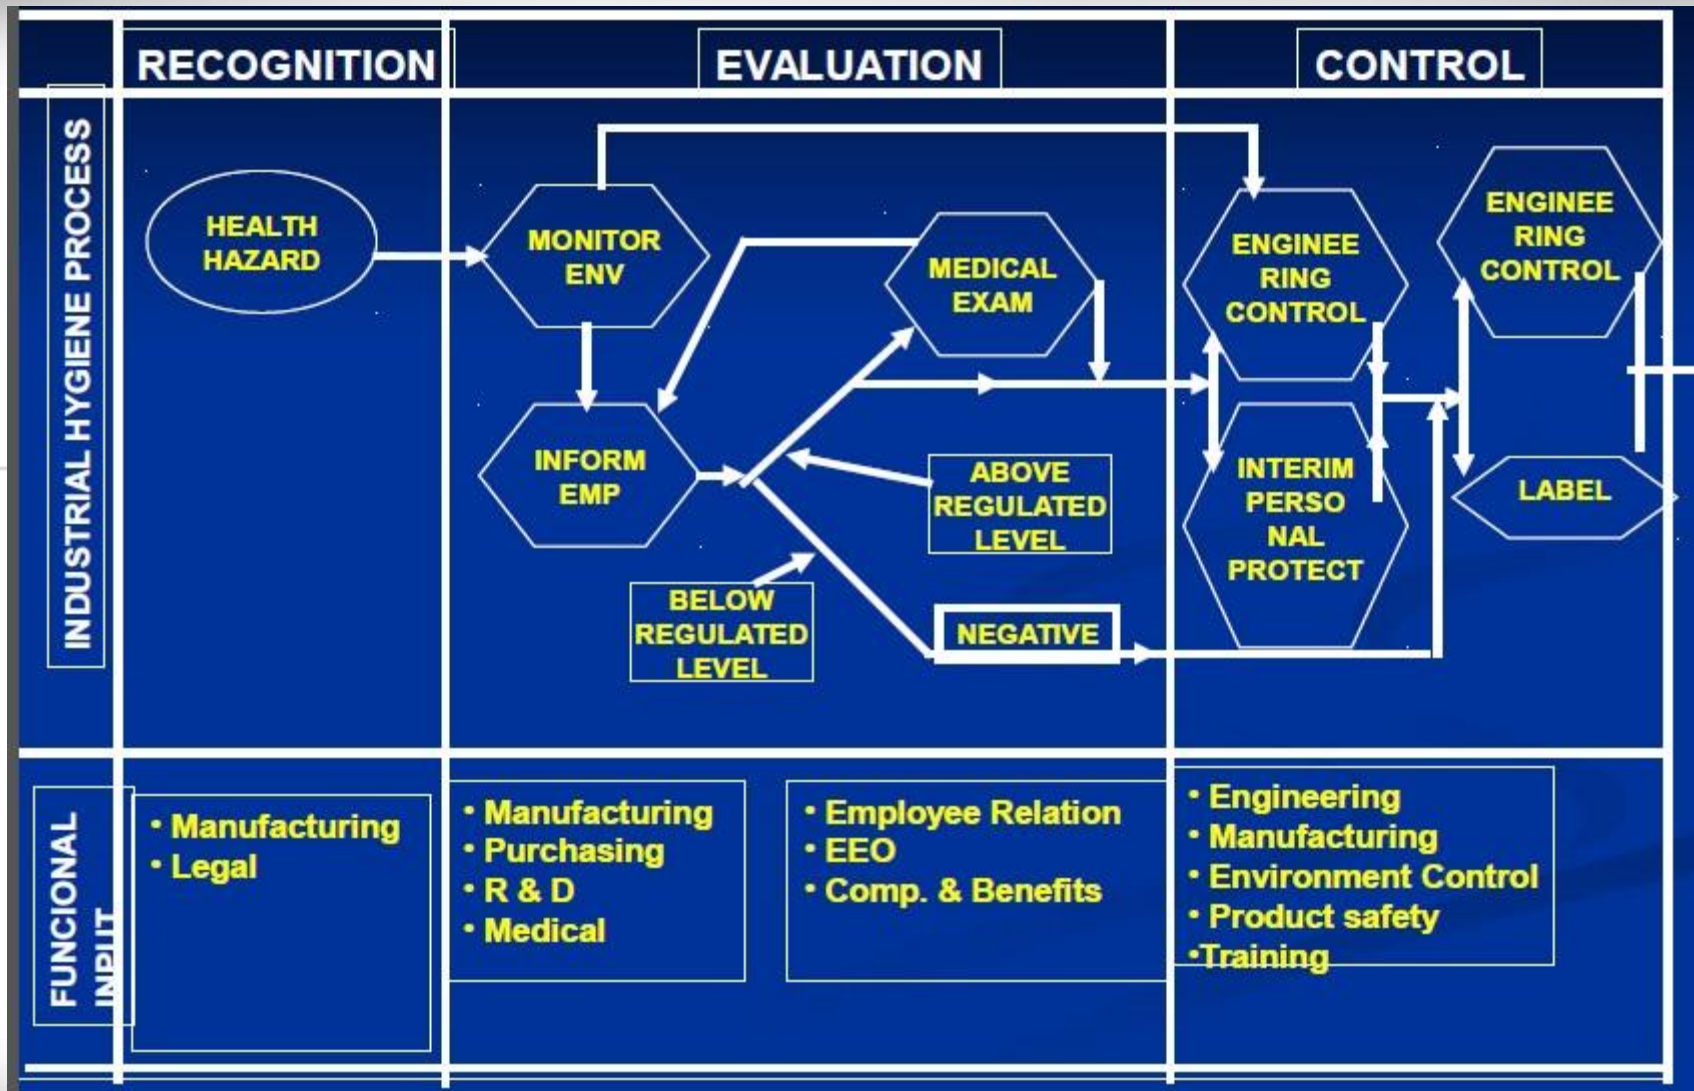 RECOGNITION
EVALUATION
CONTROL
INDUSTRIAL HYGIENE PROCESS
HEALTH
HAZARD
MONITOR
ENV
MEDICAL
EXAM
ENGINEE
RING
CONTROL
ENGINEE
RING
CONTROL
INFORM
EMP
ABOVE
REGULATED
LEVEL
INTERIM
PERSO
NAL
PROTECT
LABEL
BELOW
REGULATED
LEVEL
NEGATIVE
FUNCIONAL
INPUT
• Manufacturing
• Legal
• Manufacturing
• Purchasing
• R & D
• Medical
• Employee Relation
• EEO
• Comp. & Benefits
• Engineering
• Manufacturing
• Environment Control
• Product safety
•Training